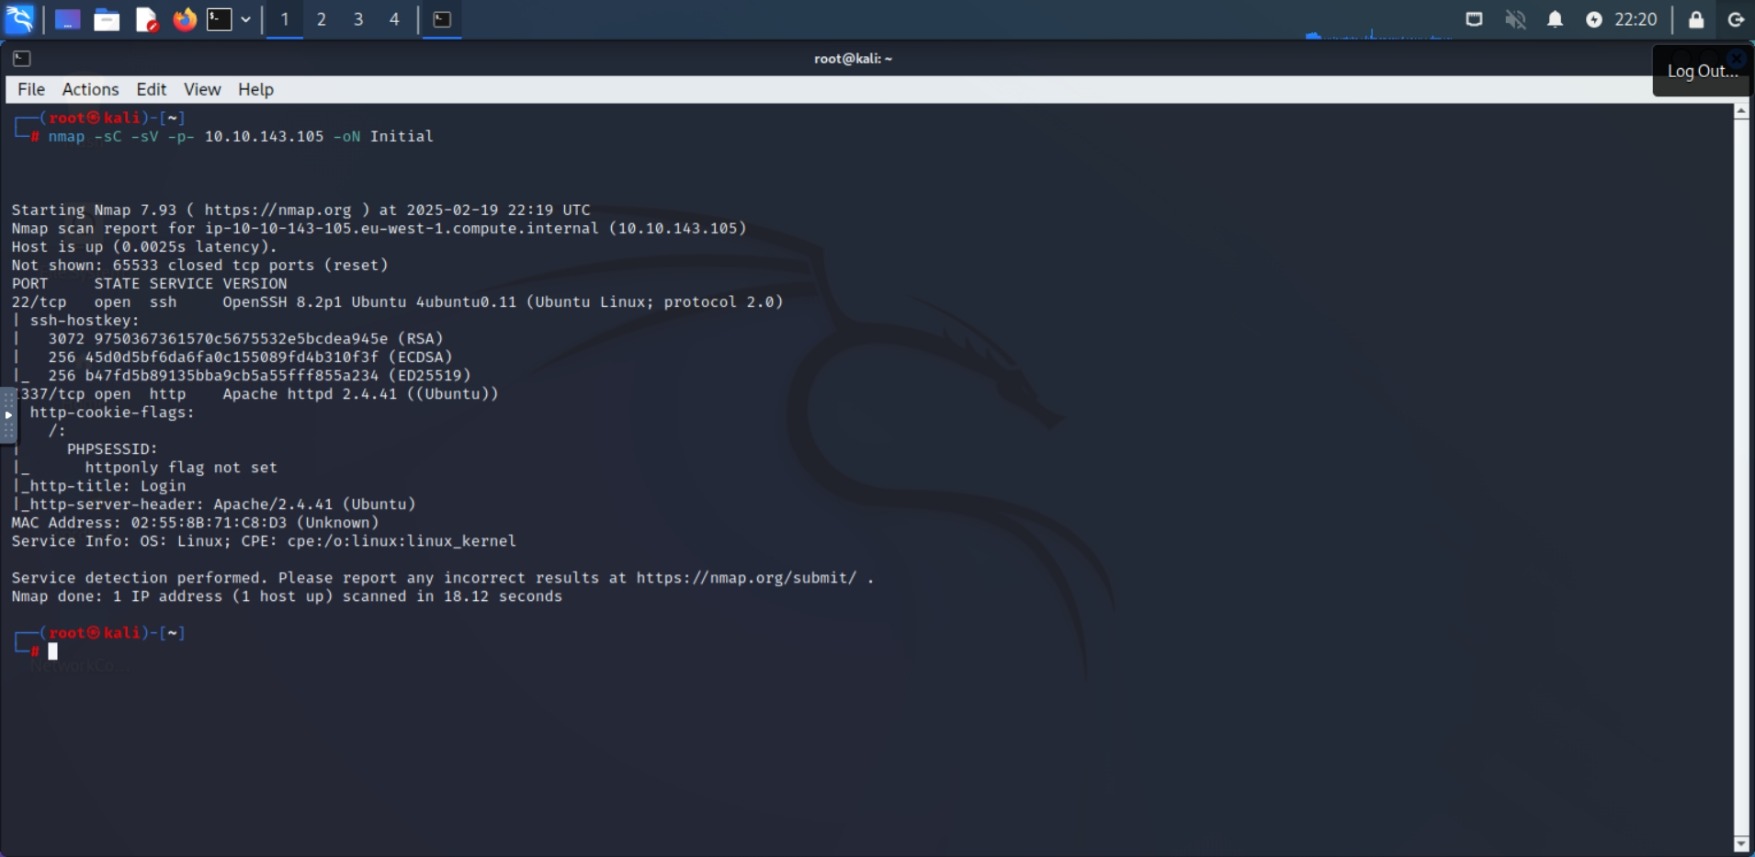 1 2 3 4 22:20
root@kali: ~
Log Out...
File Actions Edit View Help
┌──(root㉿kali)-[~]
└─# nmap -sC -sV -p- 10.10.143.105 -oN Initial
Starting Nmap 7.93 ( https://nmap.org ) at 2025-02-19 22:19 UTC
Nmap scan report for ip-10-10-143-105.eu-west-1.compute.internal (10.10.143.105)
Host is up (0.0025s latency).
Not shown: 65533 closed tcp ports (reset)
PORT     STATE SERVICE VERSION
22/tcp   open  ssh     OpenSSH 8.2p1 Ubuntu 4ubuntu0.11 (Ubuntu Linux; protocol 2.0)
| ssh-hostkey:
|   3072 9750367361570c5675532e5bcdea945e (RSA)
|   256 45d0d5bf6da6fa0c155089fd4b310f3f (ECDSA)
|_  256 b47fd5b89135bba9cb5a55fff855a234 (ED25519)
337/tcp open  http    Apache httpd 2.4.41 ((Ubuntu))
http-cookie-flags:
/:
|     PHPSESSID:
|_      httponly flag not set
|_http-title: Login
|_http-server-header: Apache/2.4.41 (Ubuntu)
MAC Address: 02:55:8B:71:C8:D3 (Unknown)
Service Info: OS: Linux; CPE: cpe:/o:linux:linux_kernel
Service detection performed. Please report any incorrect results at https://nmap.org/submit/ .
Nmap done: 1 IP address (1 host up) scanned in 18.12 seconds
┌──(root㉿kali)-[~]
└─#
NetworkCo